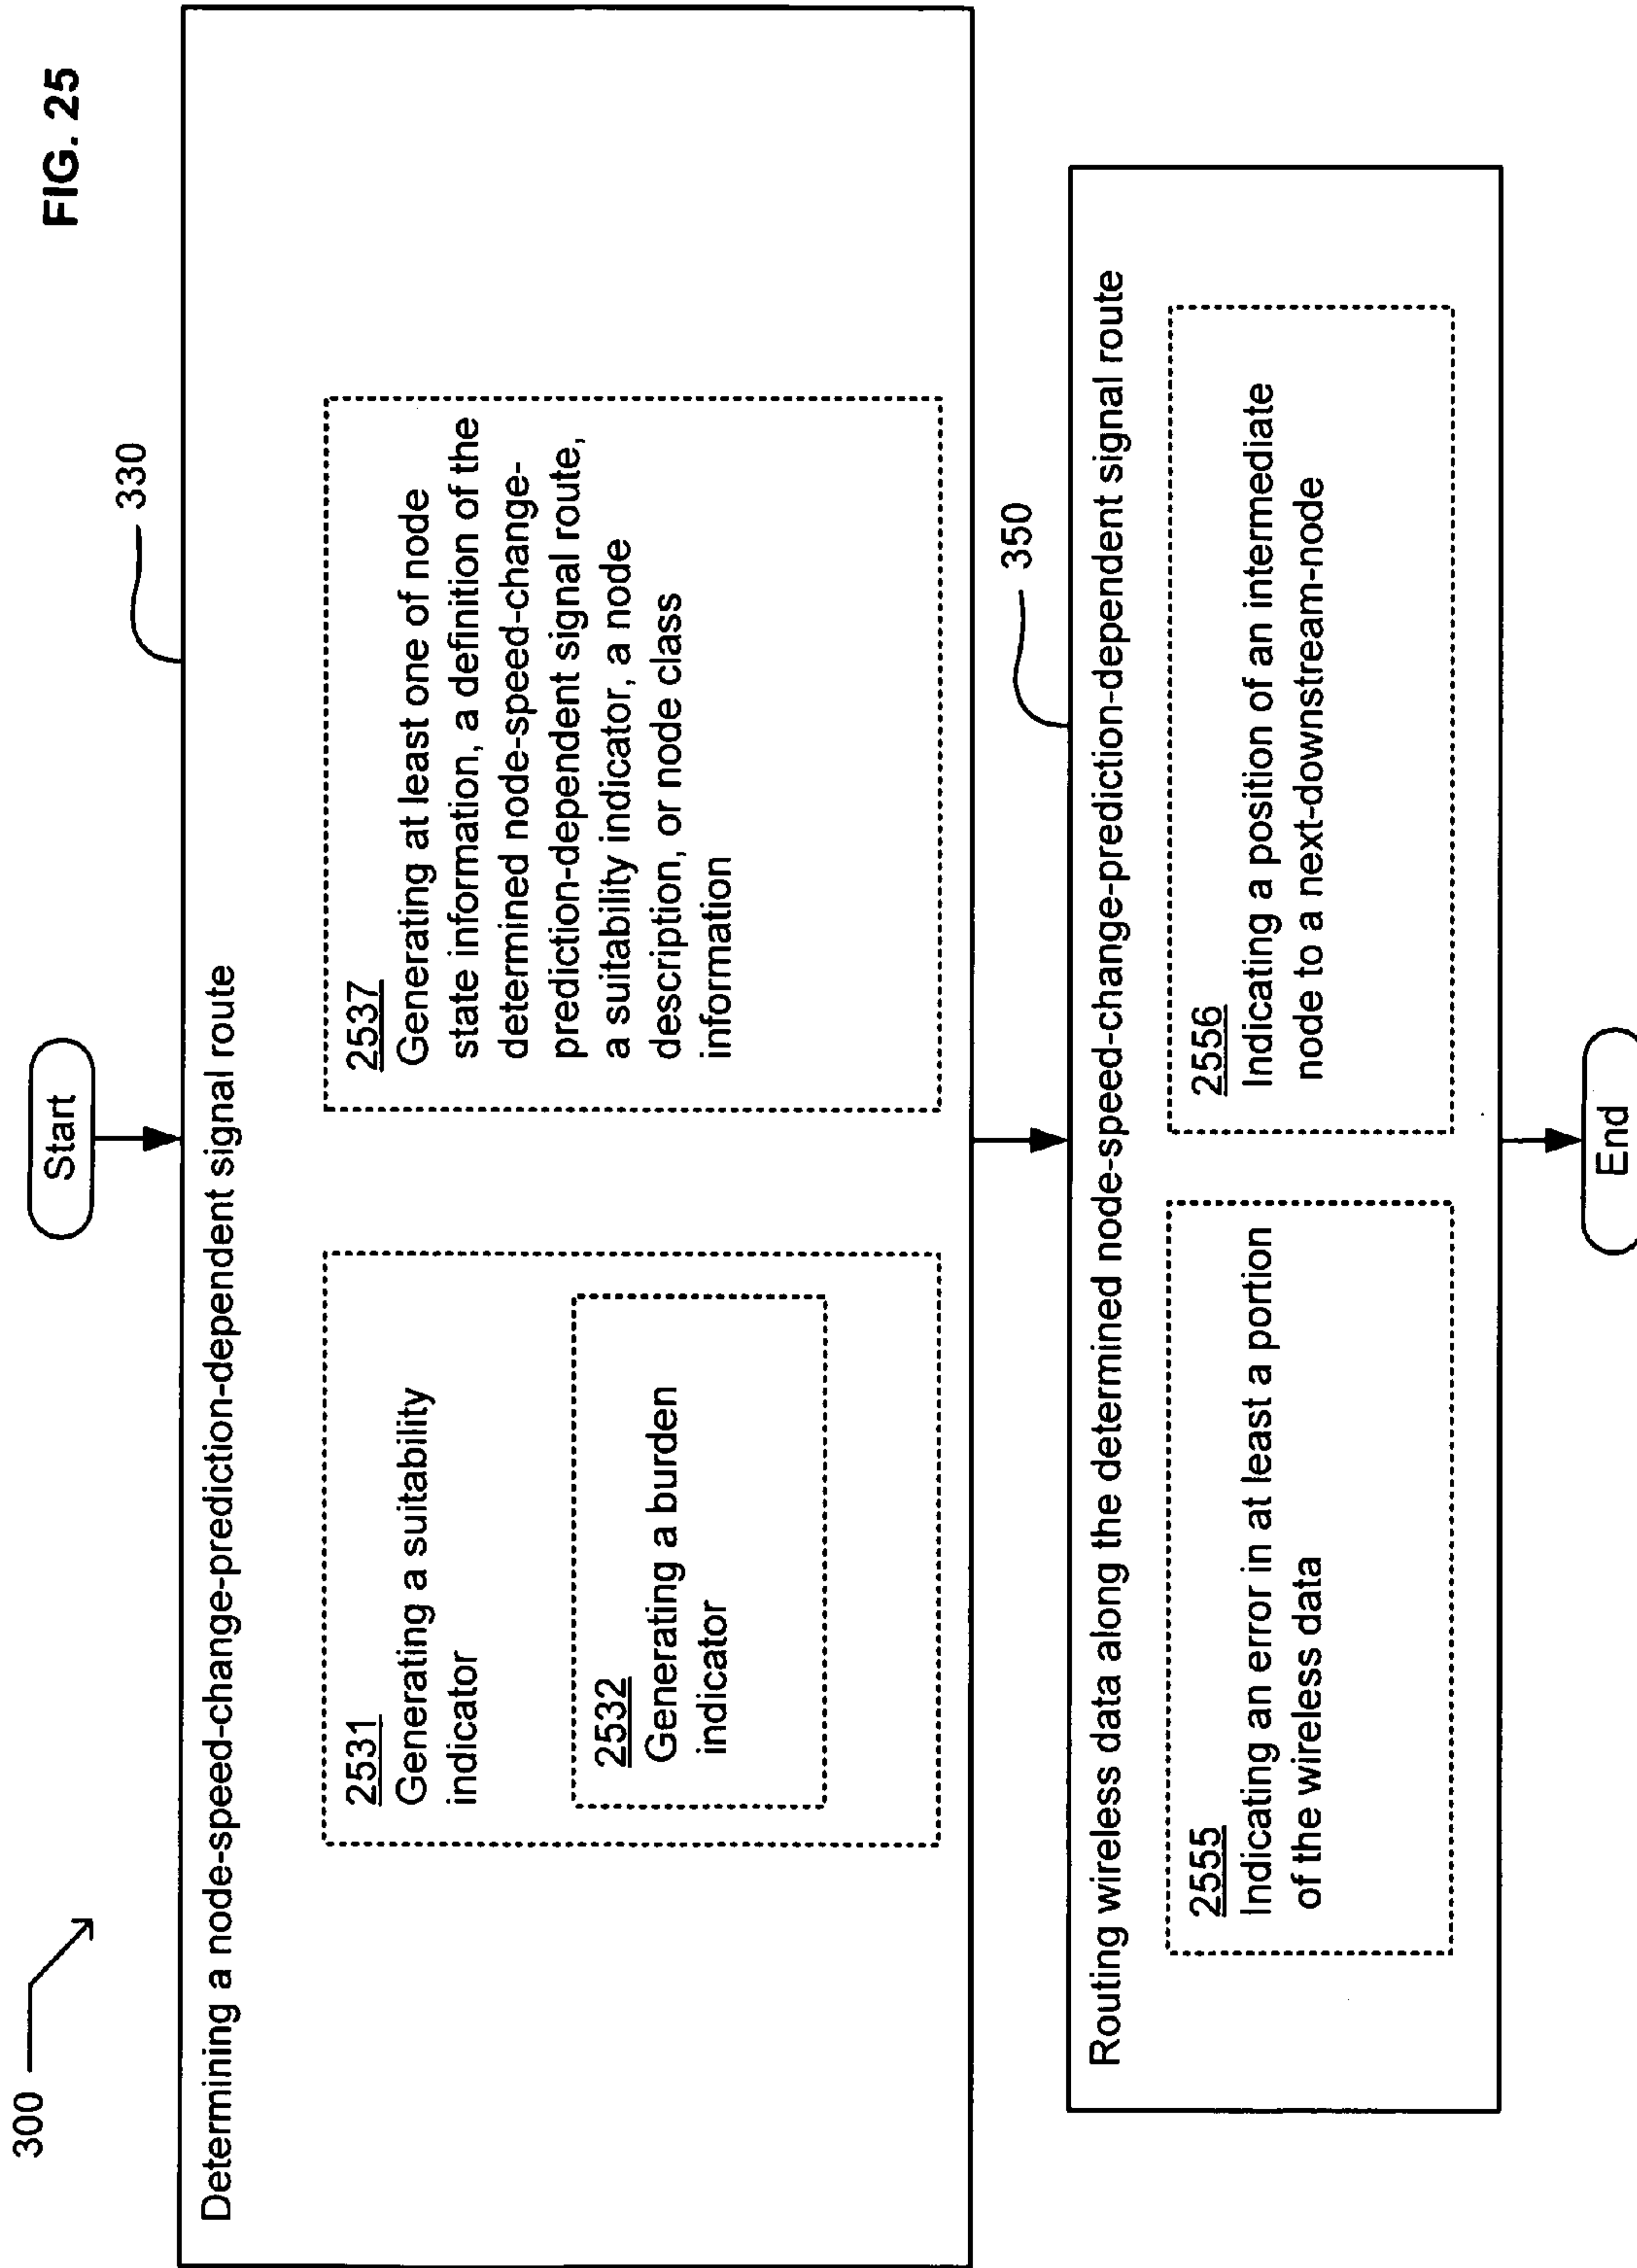 FIG. 25
300
Start
330
Determining a node-speed-change-prediction-dependent signal route
2531
Generating a suitability
indicator
2532
Generating a burden
indicator
2537
Generating at least one of node
state information, a definition of the
determined node-speed-change-
prediction-dependent signal route,
a suitability indicator, a node
description, or node class
information
350
Routing wireless data along the determined node-speed-change-prediction-dependent signal route
2555
Indicating an error in at least a portion
of the wireless data
2556
Indicating a position of an intermediate
node to a next-downstream-node
End